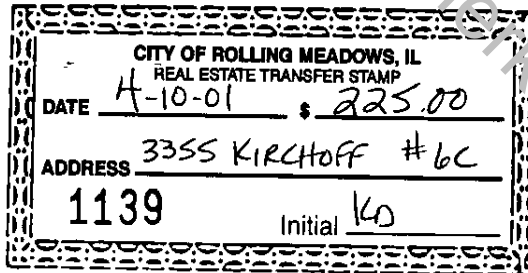 CITY OF ROLLING MEADOWS, IL
REAL ESTATE TRANSFER STAMP
DATE 4-10-01 $ 225.00
ADDRESS 3355 KIRCHOFF #6C
1139 Initial KD